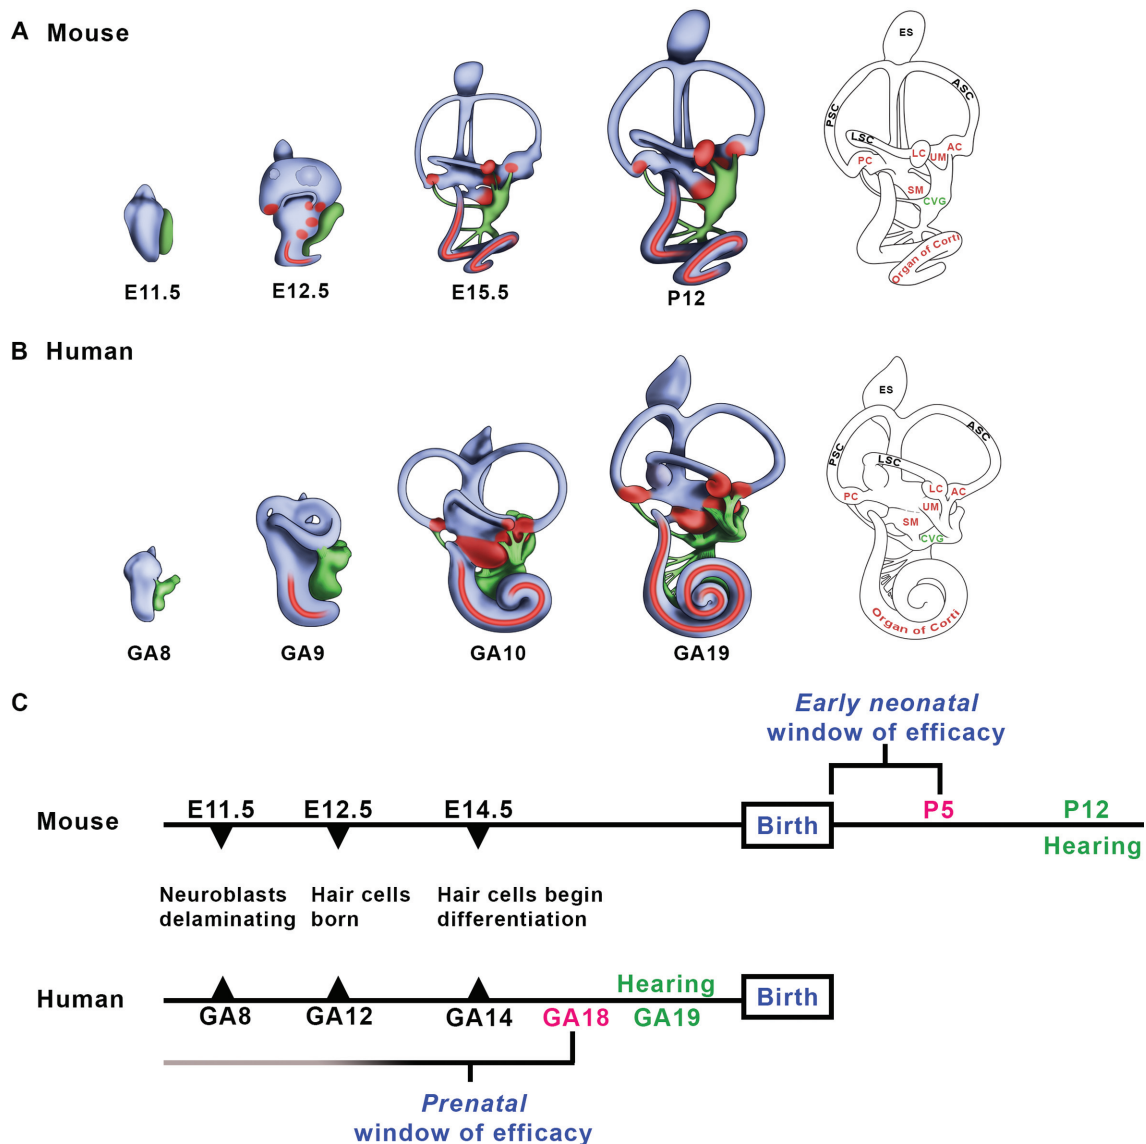 A Mouse
ES
PSC
ASC
LSC
PC
LC
UM
AC
SM
CVG
Organ of Corti
E11.5
E12.5
E15.5
P12
B Human
ES
PSC
ASC
LSC
PC
LC
AC
UM
SM
CVG
Organ of Corti
GA8
GA9
GA10
GA19
C
Early neonatal
window of efficacy
Mouse
E11.5
E12.5
E14.5
Birth
P5
P12
Hearing
Neuroblasts
delaminating
Hair cells
born
Hair cells begin
differentiation
Human
Hearing
Birth
GA8
GA12
GA14
GA18
GA19
Prenatal
window of efficacy